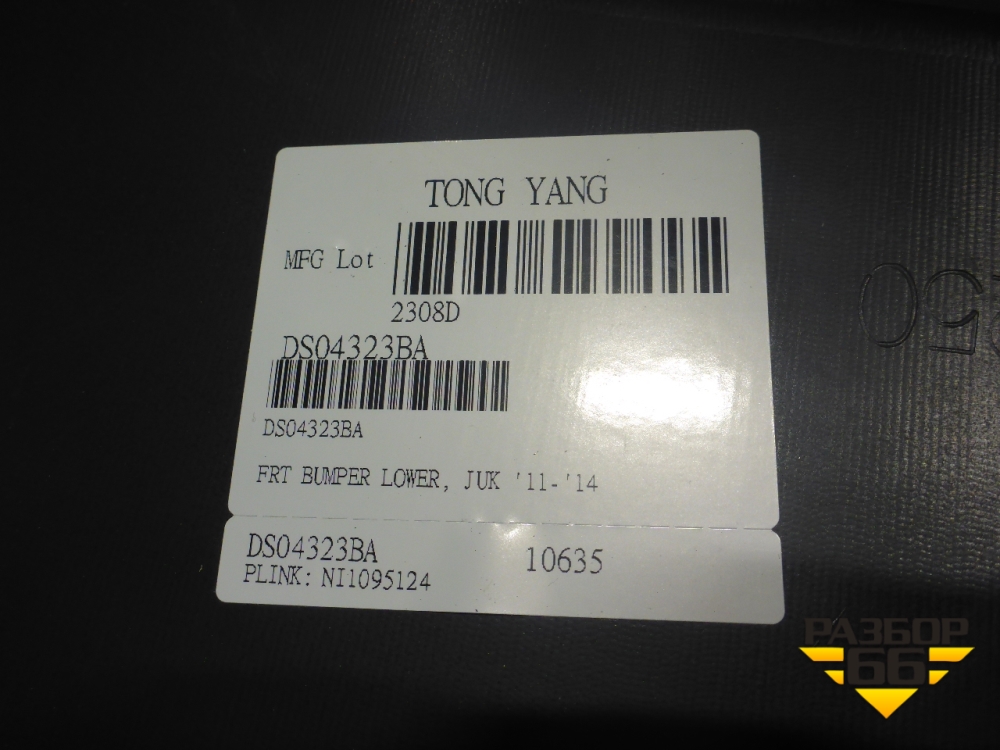 TONG YANG
MFG Lot
2308D
DS04323BA
DS04323BA
FRT BUMPER LOWER, JUK '11-'14
DS04323BA
10635
PLINK: NI1095124
50
РАЗБОР
66